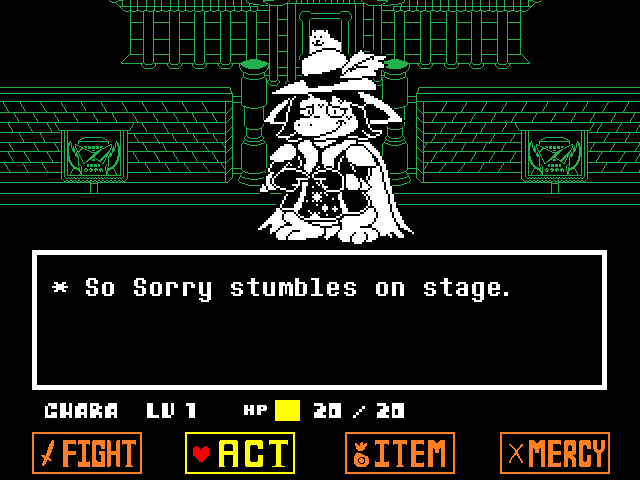 * So Sorry stumbles on stage.
CHARA LV 1 HP 20 / 20
FIGHT ACT ITEM MERCY